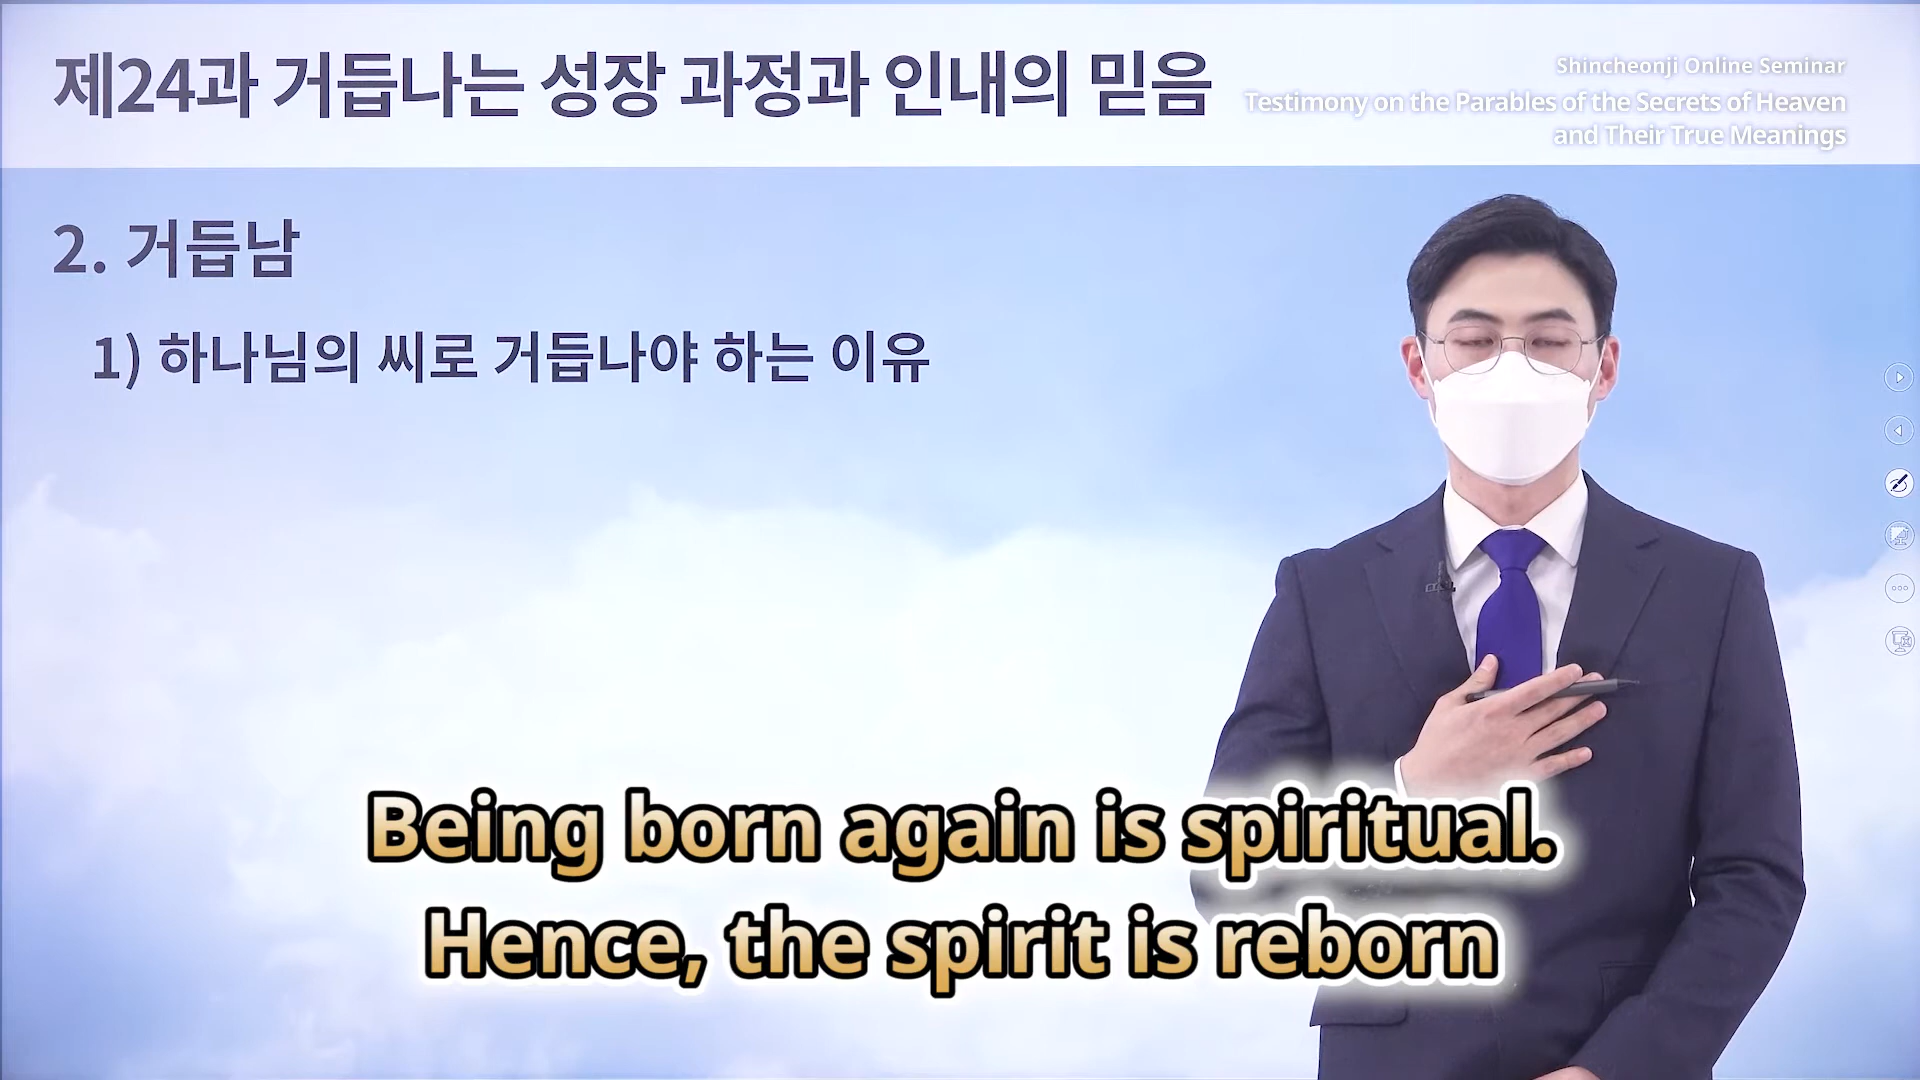 제24과 거듭나는 성장 과정과 인내의 믿음
Shincheonji Online Seminar
Testimony on the Parables of the Secrets of Heaven
and Their True Meanings
2. 거듭남
1) 하나님의 씨로 거듭나야 하는 이유
Being born again is spiritual.
Hence, the spirit is reborn